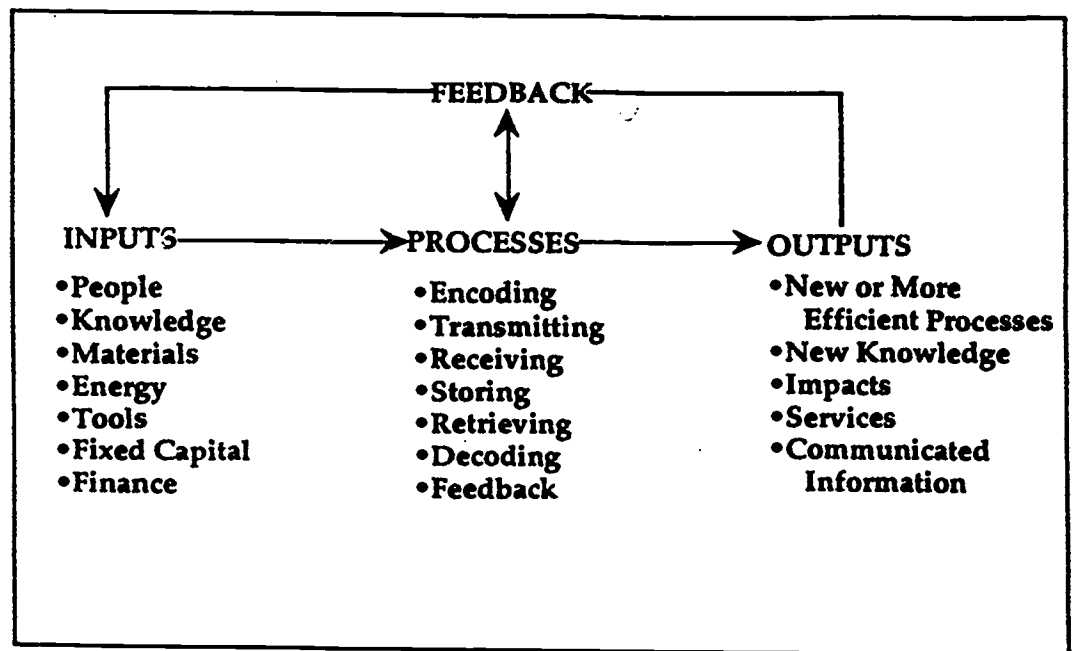 FEEDBACK
INPUTS
•People
•Knowledge
•Materials
•Energy
•Tools
•Fixed Capital
•Finance
PROCESSES
•Encoding
•Transmitting
•Receiving
•Storing
•Retrieving
•Decoding
•Feedback
OUTPUTS
•New or More
Efficient Processes
•New Knowledge
•Impacts
•Services
•Communicated
Information